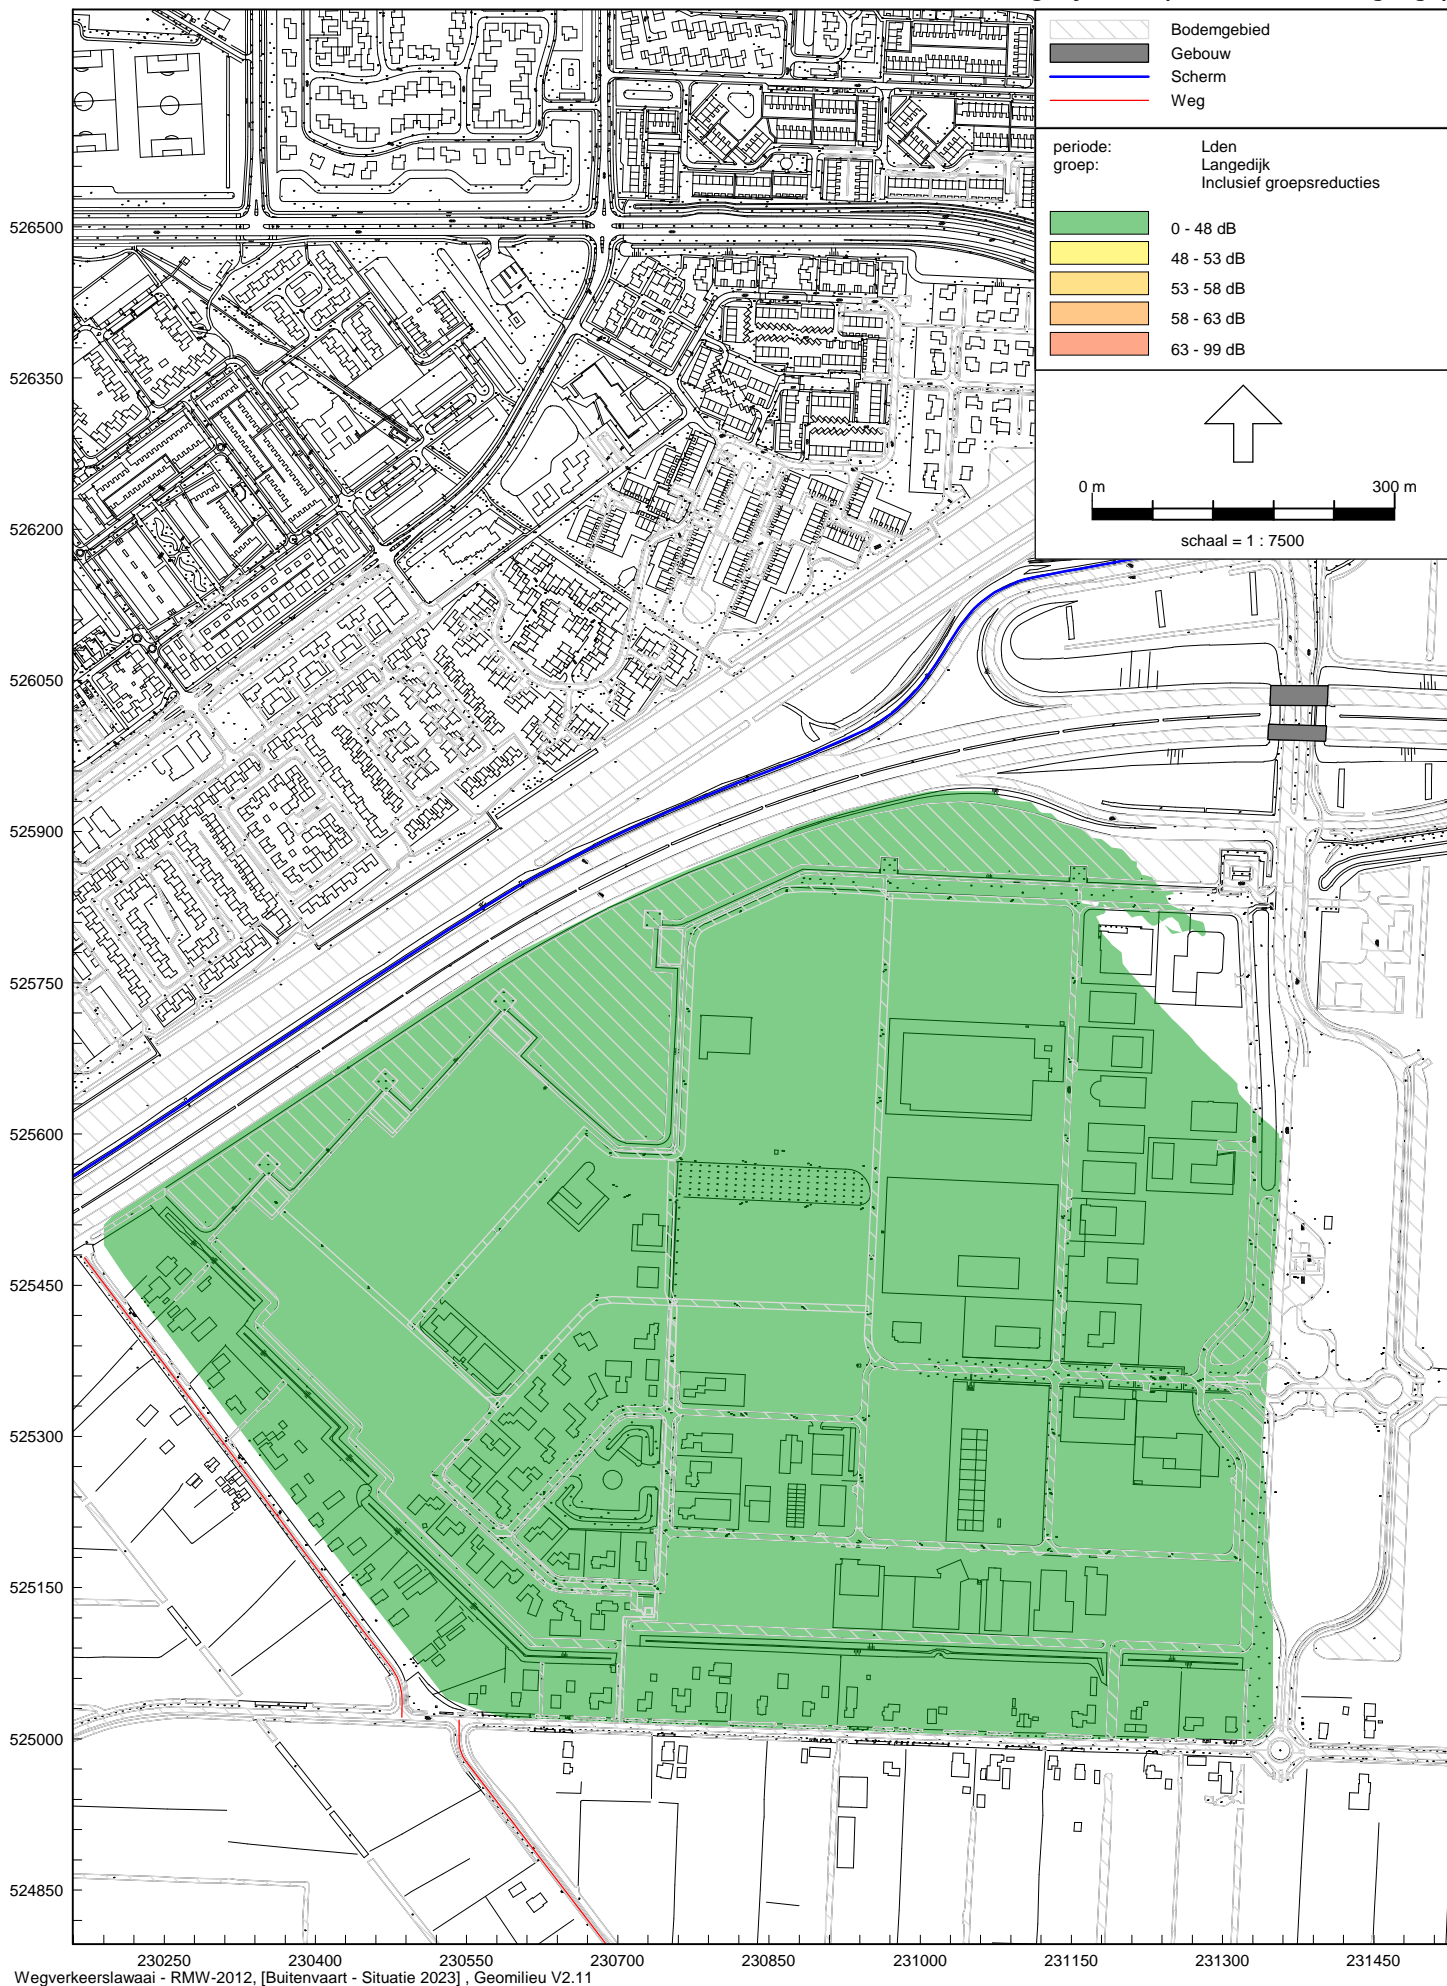 Bodemgebied
Gebouw
Scherm
Weg
periode: Lden
groep: Langedijk
Inclusief groepsreducties
0 - 48 dB
48 - 53 dB
53 - 58 dB
58 - 63 dB
63 - 99 dB
0 m 300 m
schaal = 1 : 7500
526500
526350
526200
526050
525900
525750
525600
525450
525300
525150
525000
524850
230250 230400 230550 230700 230850 231000 231150 231300 231450
Wegverkeerslawaai - RMW-2012, [Buitenvaart - Situatie 2023] , Geomilieu V2.11